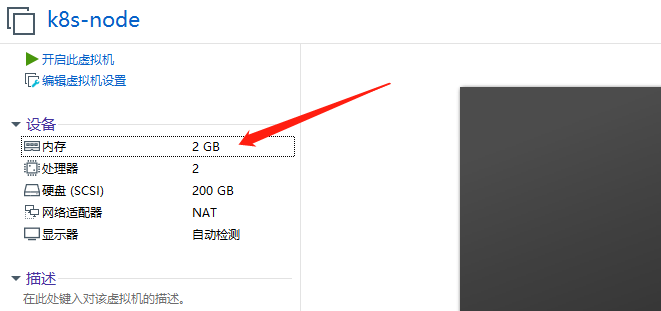 k8s-node
开启此虚拟机
编辑虚拟机设置
设备
内存 2 GB
处理器 2
硬盘 (SCSI) 200 GB
网络适配器 NAT
显示器 自动检测
描述
在此处键入对该虚拟机的描述。